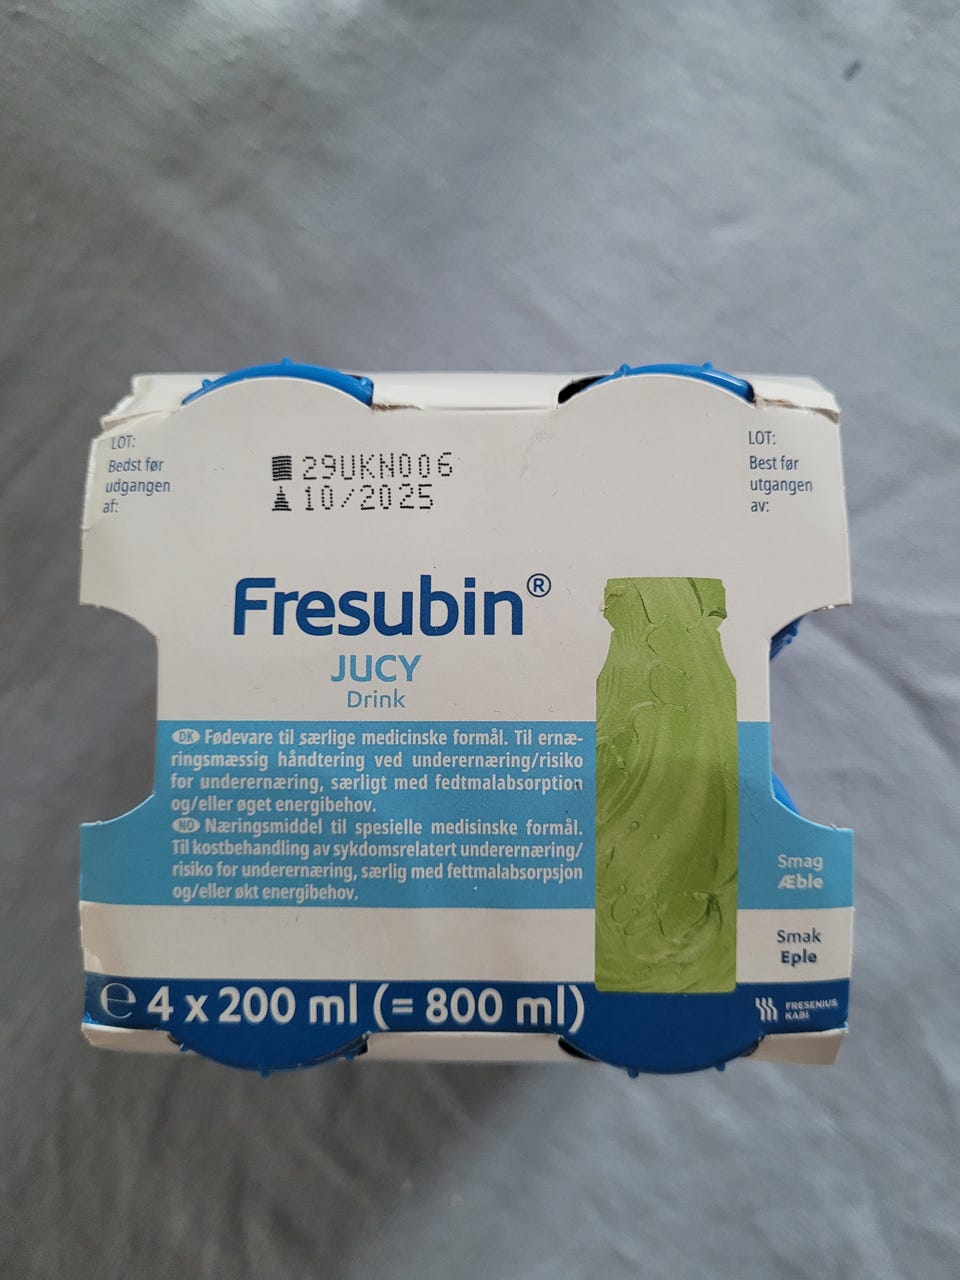 LOT:
Bedst før
udgangen
af:
29UKN006
10/2025
LOT:
Best før
utgangen
av:
Fresubin®
JUCY
Drink
DK Fødevare til særlige medicinske formål. Til ernæ-
ringsmæssig håndtering ved underernæring/risiko
for underernæring, særligt med fedtmalabsorption
og/eller øget energibehov.
NO Næringsmiddel til spesielle medisinske formål.
Til kostbehandling av sykdomsrelatert underernæring/
risiko for underernæring, særlig med fettmalabsorpsjon
og/eller økt energibehov.
Smag
Æble
Smak
Eple
℮ 4 x 200 ml (= 800 ml)
FRESENIUS
KABI